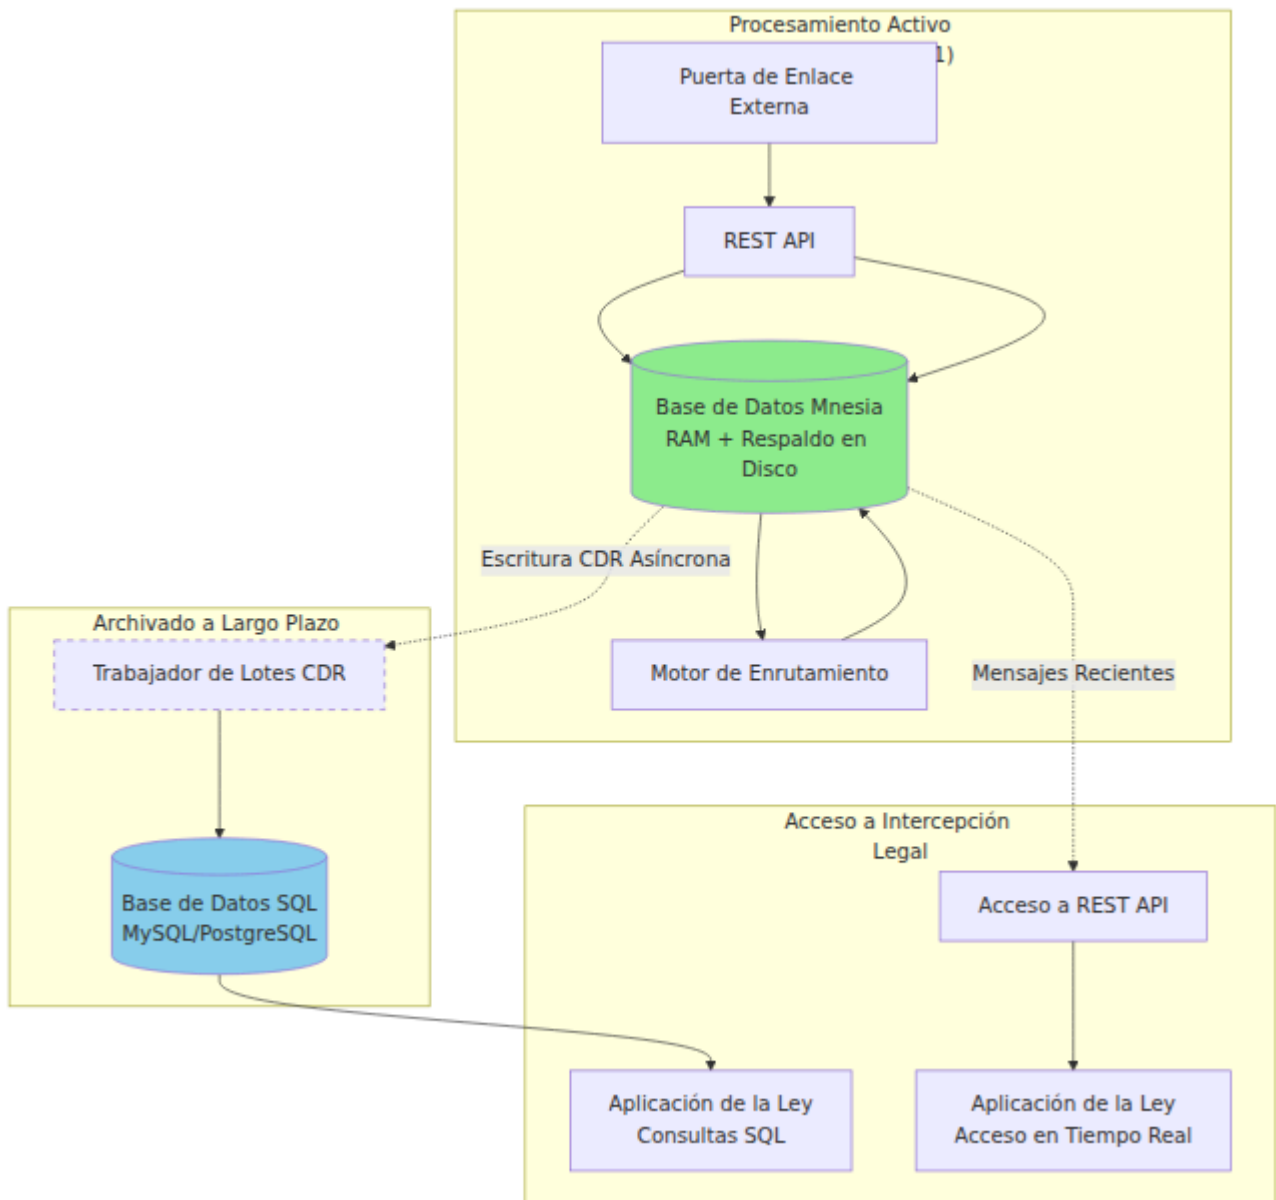 Procesamiento Activo
1)
Puerta de Enlace
Externa
REST API
Base de Datos Mnesia
RAM + Respaldo en
Disco
Escritura CDR Asíncrona
Archivado a Largo Plazo
Trabajador de Lotes CDR
Motor de Enrutamiento
Mensajes Recientes
Acceso a Intercepción
Legal
Base de Datos SQL
MySQL/PostgreSQL
Acceso a REST API
Aplicación de la Ley
Consultas SQL
Aplicación de la Ley
Acceso en Tiempo Real